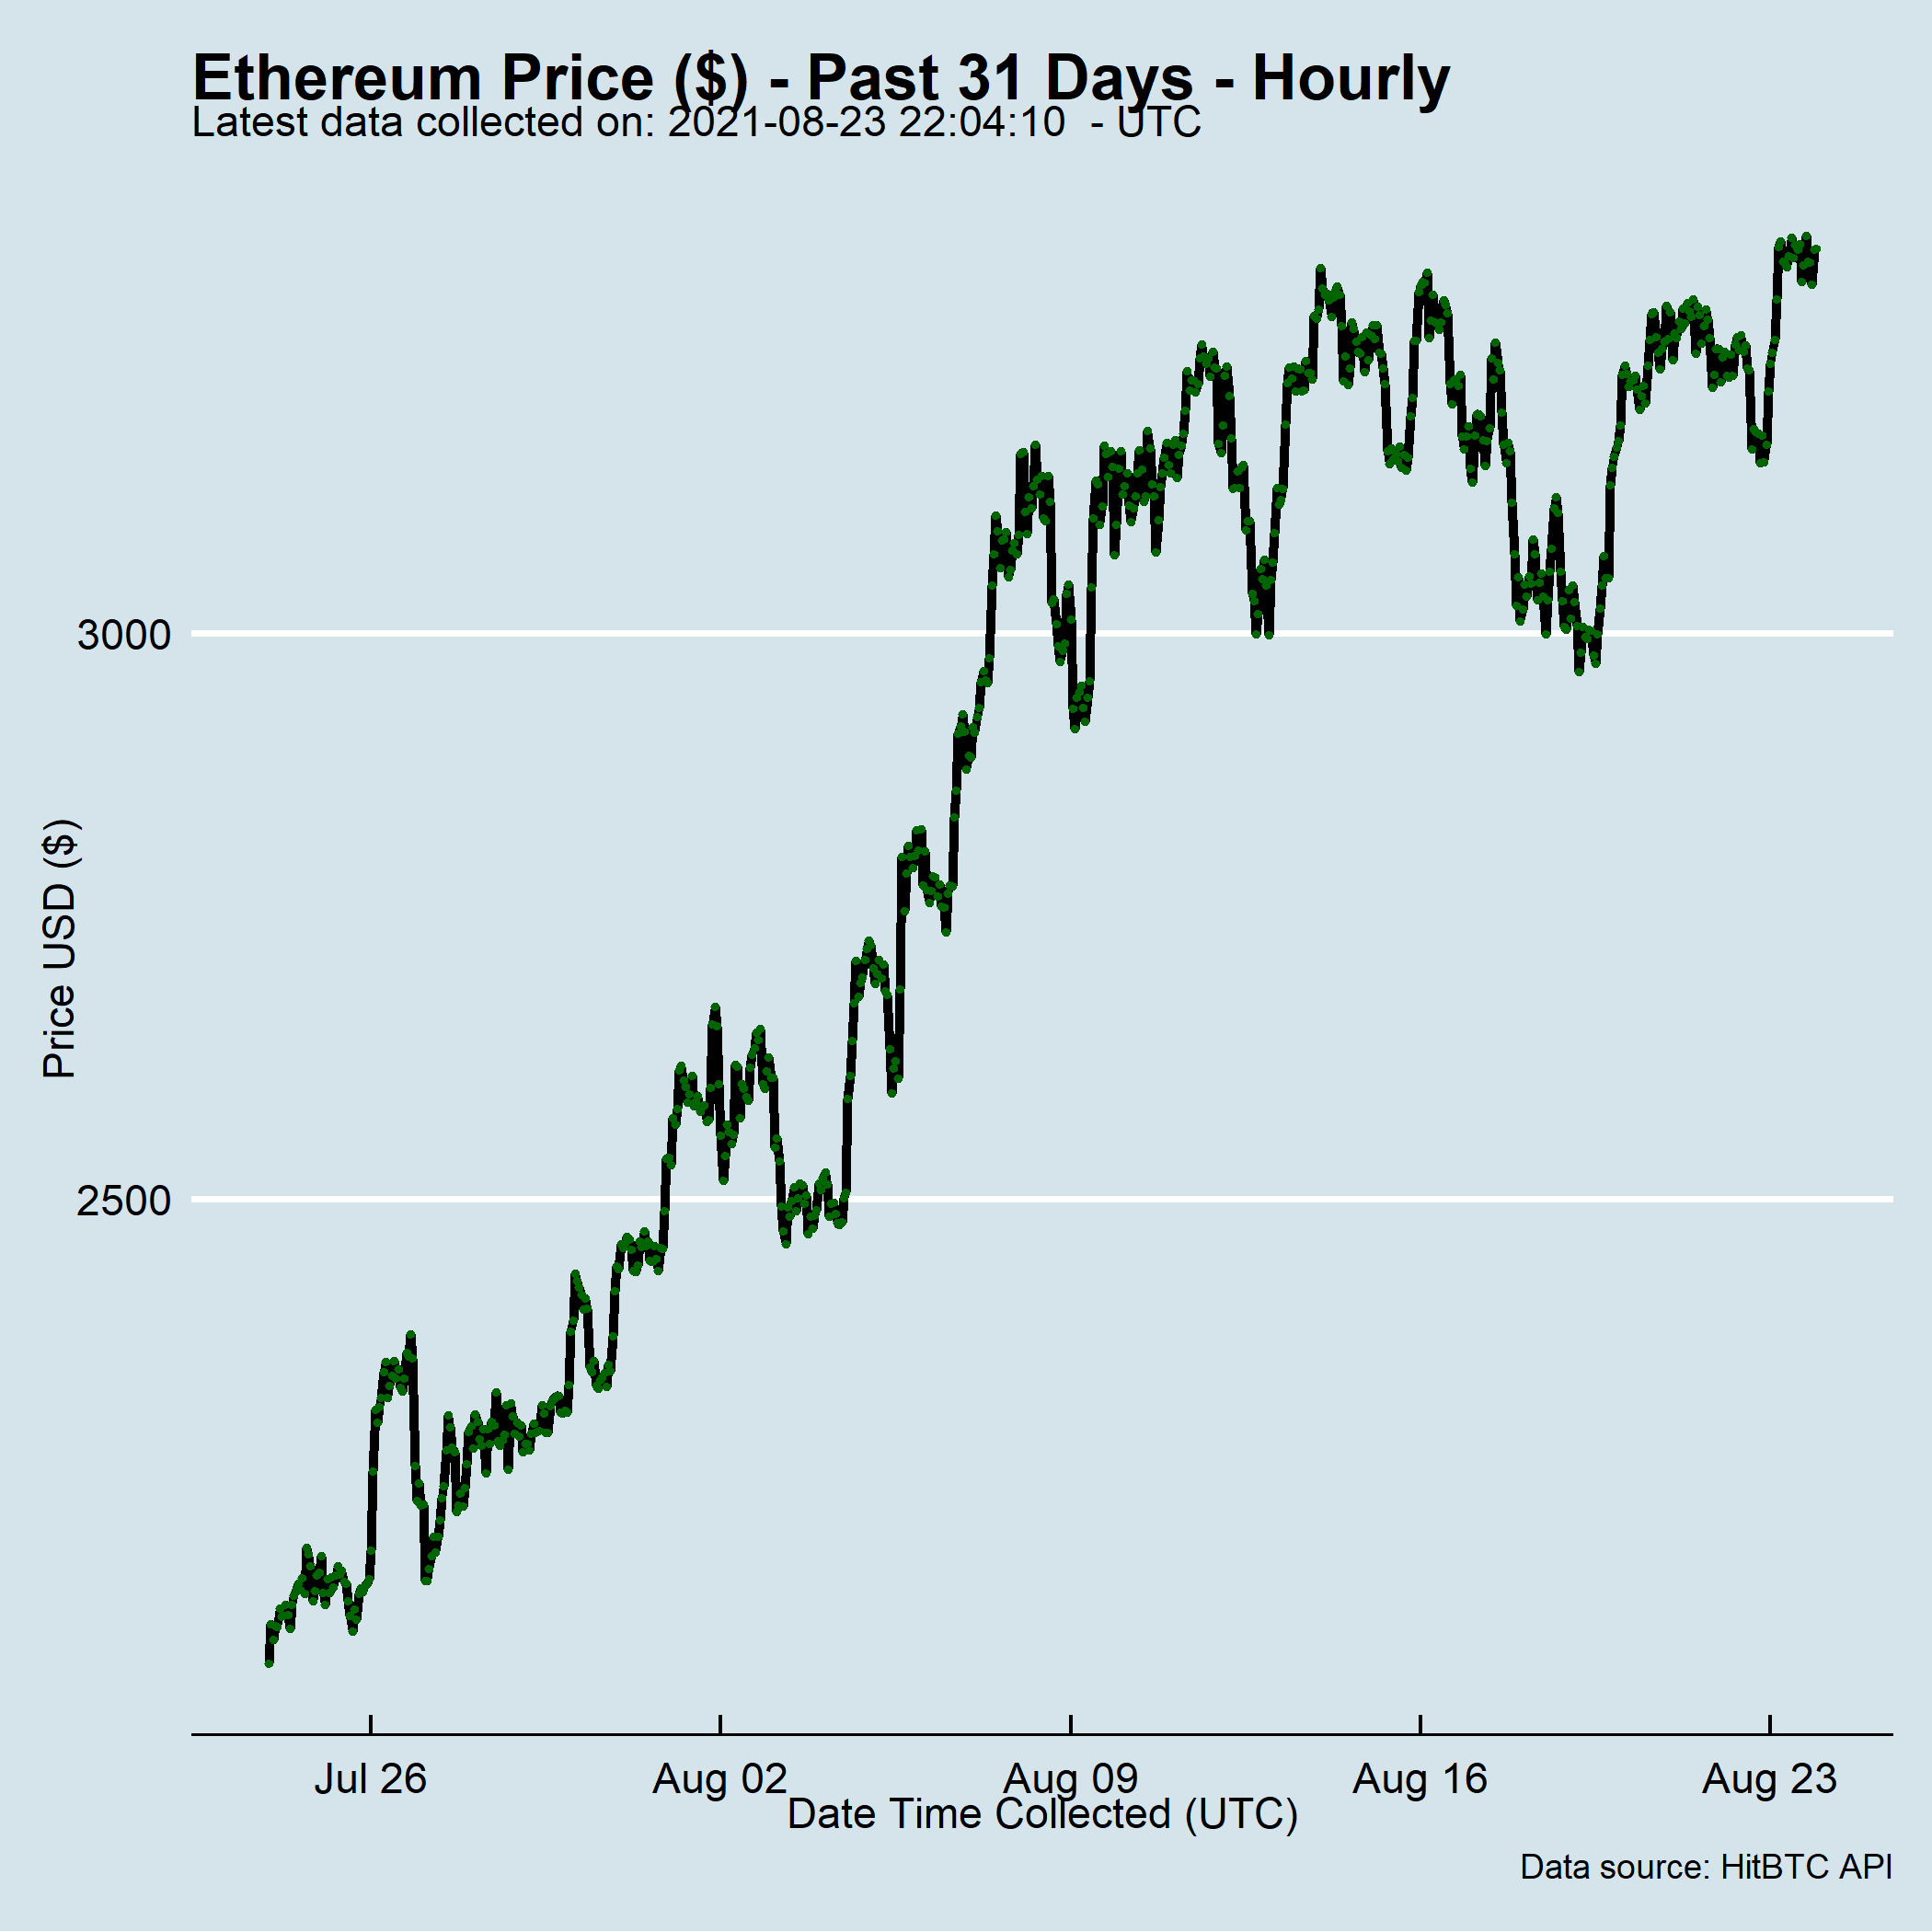 Ethereum Price ($) - Past 31 Days - Hourly
Latest data collected on: 2021-08-23 22:04:10  - UTC
3000
2500
Price USD ($)
Jul 26
Aug 02
Aug 09
Aug 16
Aug 23
Date Time Collected (UTC)
Data source: HitBTC API